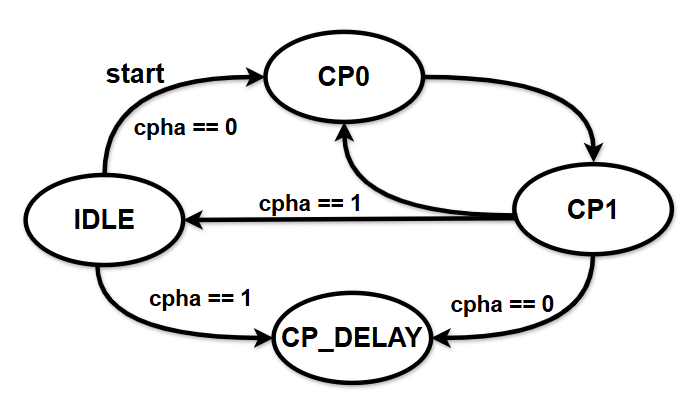 start
CP0
cpha == 0
cpha == 1
IDLE
CP1
cpha == 1
cpha == 0
CP_DELAY